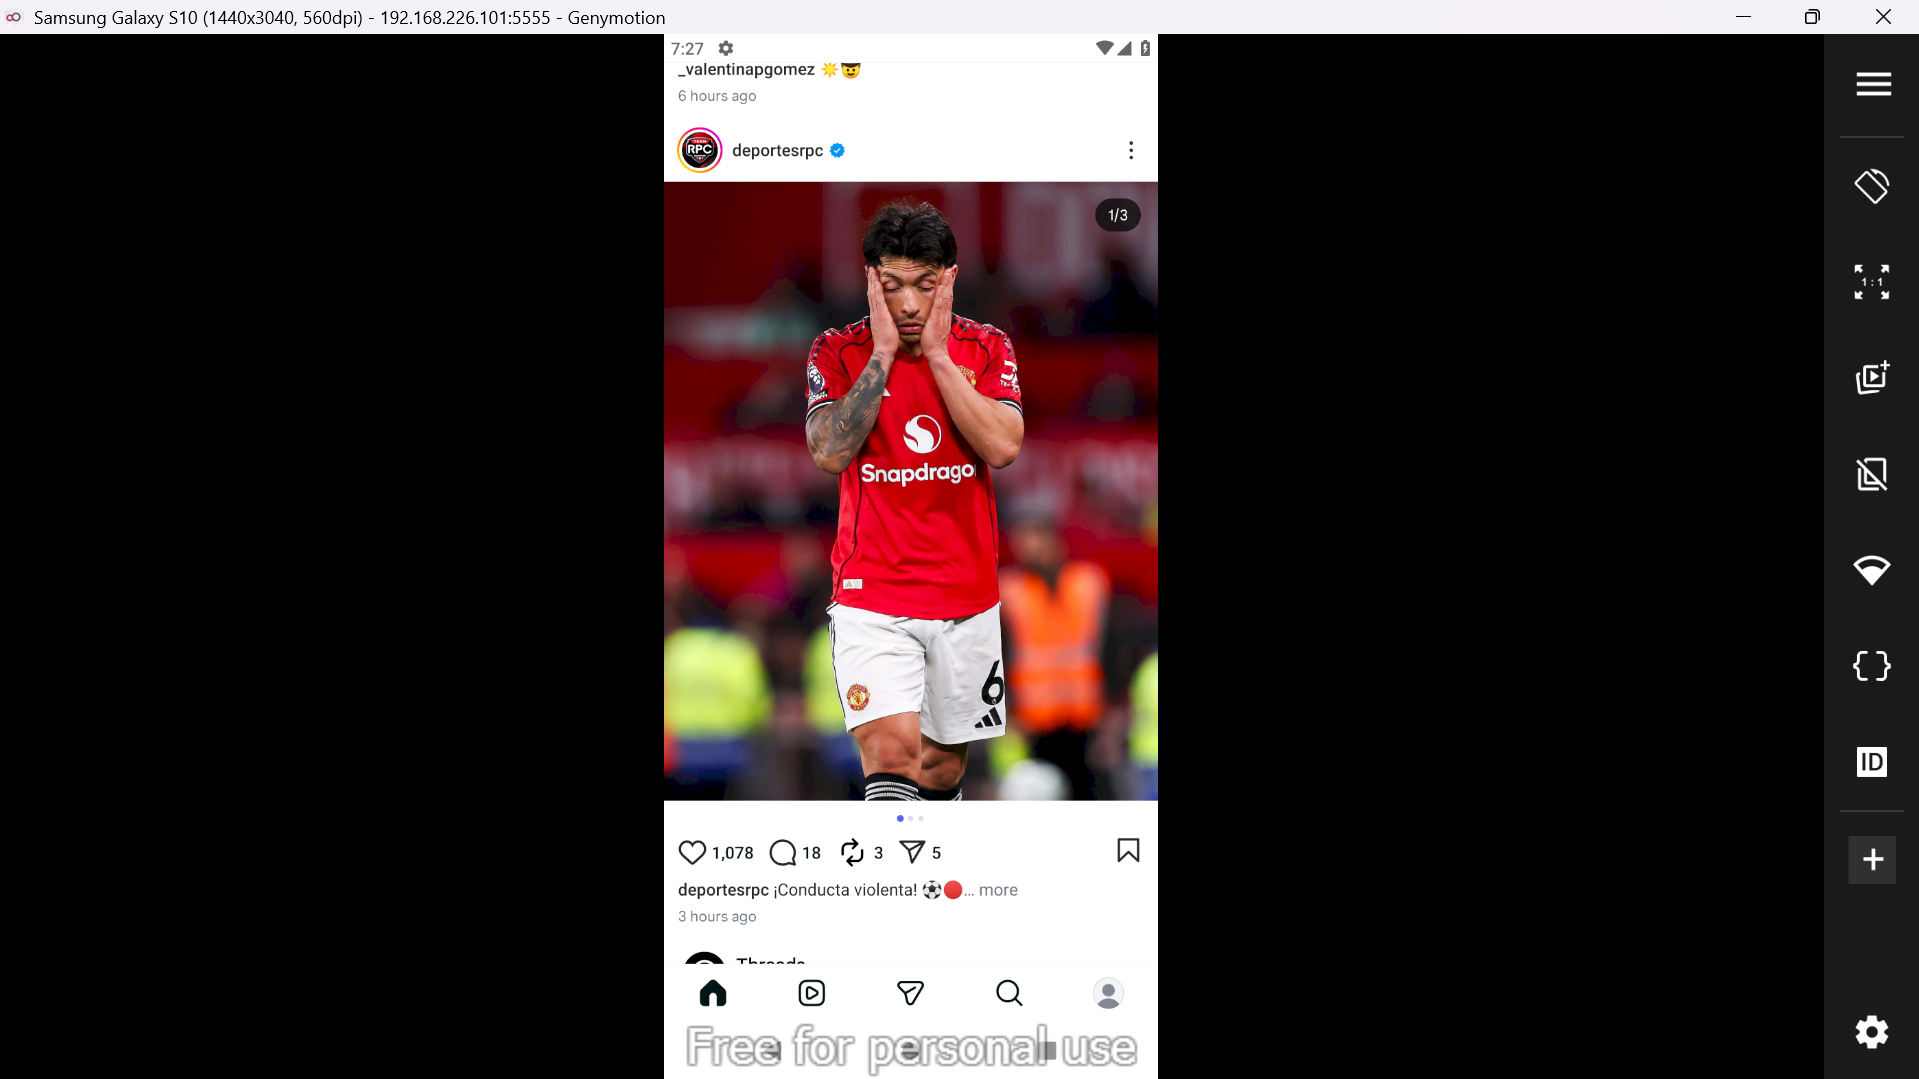 Samsung Galaxy S10 (1440x3040, 560dpi) - 192.168.226.101:5555 - Genymotion
7:27
_valentinapgomez ☀️🤠
6 hours ago
RPC
deportesrpc
1/3
Snapdrago
6
1,078 18 3 5
deportesrpc ¡Conducta violenta! ⚽🔴... more
3 hours ago
Threads
Free for personal use
1:1
ID